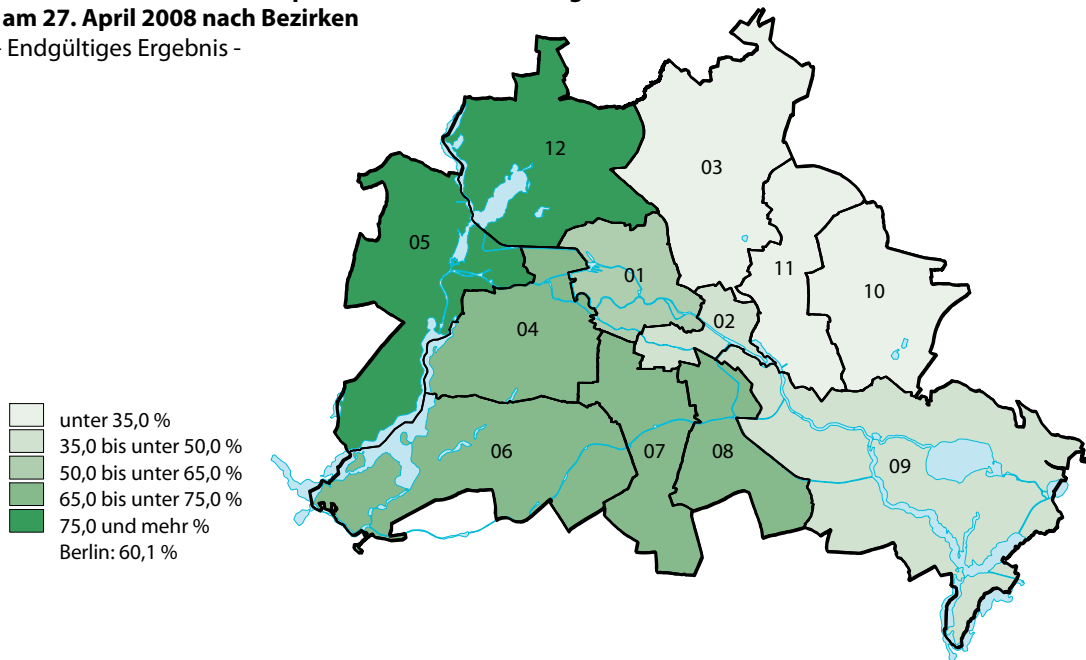 am 27. April 2008 nach Bezirken
- Endgültiges Ergebnis -
12
03
05
01
11
10
02
04
06
07
08
09
unter 35,0 %
35,0 bis unter 50,0 %
50,0 bis unter 65,0 %
65,0 bis unter 75,0 %
75,0 und mehr %
Berlin: 60,1 %